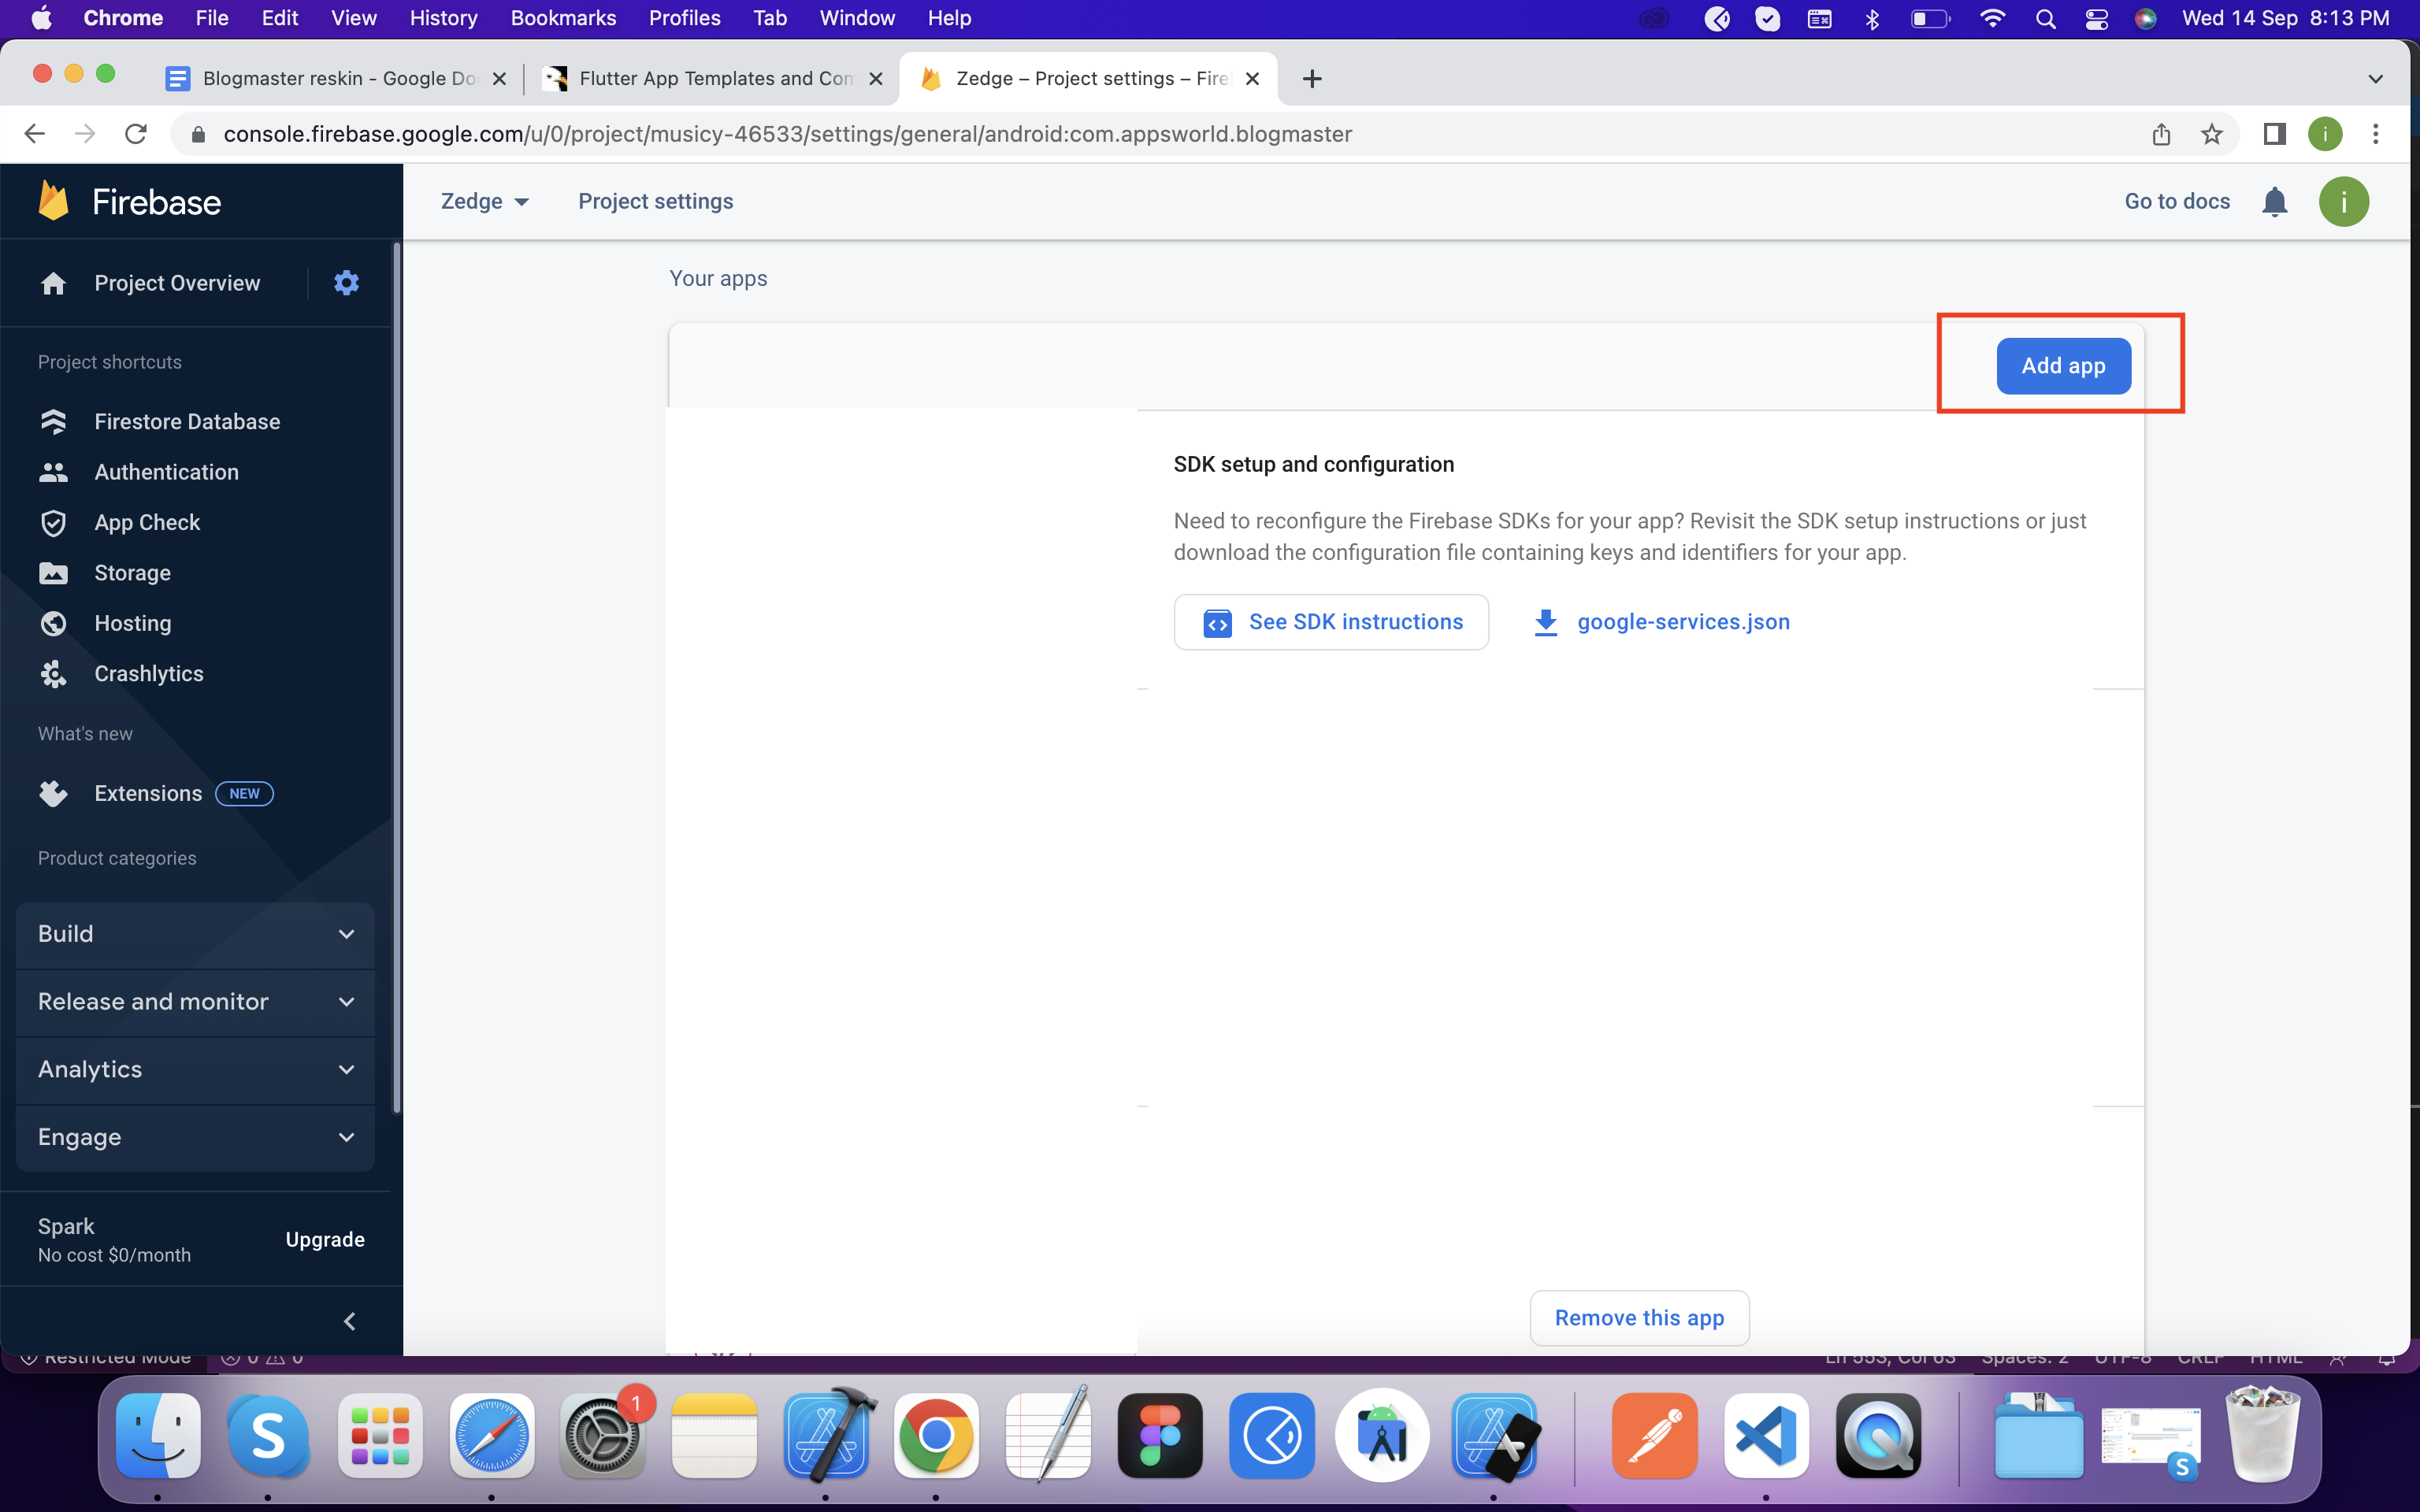 Chrome File Edit View History Bookmarks Profiles Tab Window Help Wed 14 Sep 8:13 PM
Blogmaster reskin - Google Do
Flutter App Templates and Com
Zedge – Project settings – Fire
console.firebase.google.com/u/0/project/musicy-46533/settings/general/android:com.appsworld.blogmaster
i
Firebase
Zedge
Project settings
Go to docs
i
Project Overview
Project shortcuts
Firestore Database
Authentication
App Check
Storage
Hosting
Crashlytics
What's new
Extensions NEW
Product categories
Build
Release and monitor
Analytics
Engage
Spark
No cost $0/month
Upgrade
Your apps
Add app
SDK setup and configuration
Need to reconfigure the Firebase SDKs for your app? Revisit the SDK setup instructions or just
download the configuration file containing keys and identifiers for your app.
See SDK instructions
google-services.json
Remove this app
Restricted Mode 0 0 Ln 553, Col 63 Spaces: 2 UTF-8 CRLF HTML
1
S
S